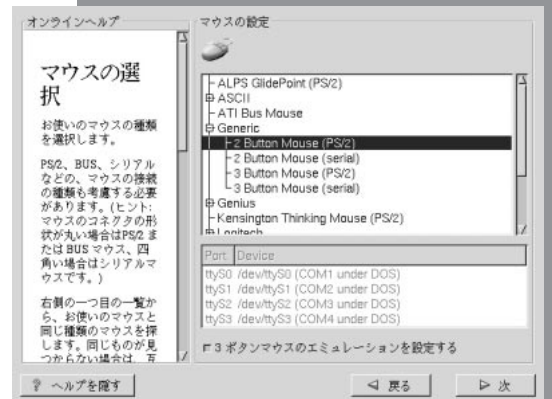 オンラインヘルプ
マウスの選
択
お使いのマウスの種類
を選択します。
PS/2、BUS、シリアル
などの、マウスの接続
の種類も考慮する必要
があります。(ヒント:
マウスのコネクタの形
状が丸い場合はPS/2 ま
たは BUS マウス、四
角い場合はシリアルマ
ウスです。)
右側の一つ目の一覧か
ら、お使いのマウスと
同じ種類のマウスを探
します。同じものが見
つからない場合は、互
ヘルプを隠す
マウスの設定
ALPS GlidePoint (PS/2)
ASCII
ATI Bus Mouse
Generic
2 Button Mouse (PS/2)
2 Button Mouse (serial)
3 Button Mouse (PS/2)
3 Button Mouse (serial)
Genius
Kensington Thinking Mouse (PS/2)
Logitech
Port Device
ttyS0 /dev/ttyS0 (COM1 under DOS)
ttyS1 /dev/ttyS1 (COM2 under DOS)
ttyS2 /dev/ttyS2 (COM3 under DOS)
ttyS3 /dev/ttyS3 (COM4 under DOS)
3 ボタンマウスのエミュレーションを設定する
戻る
次